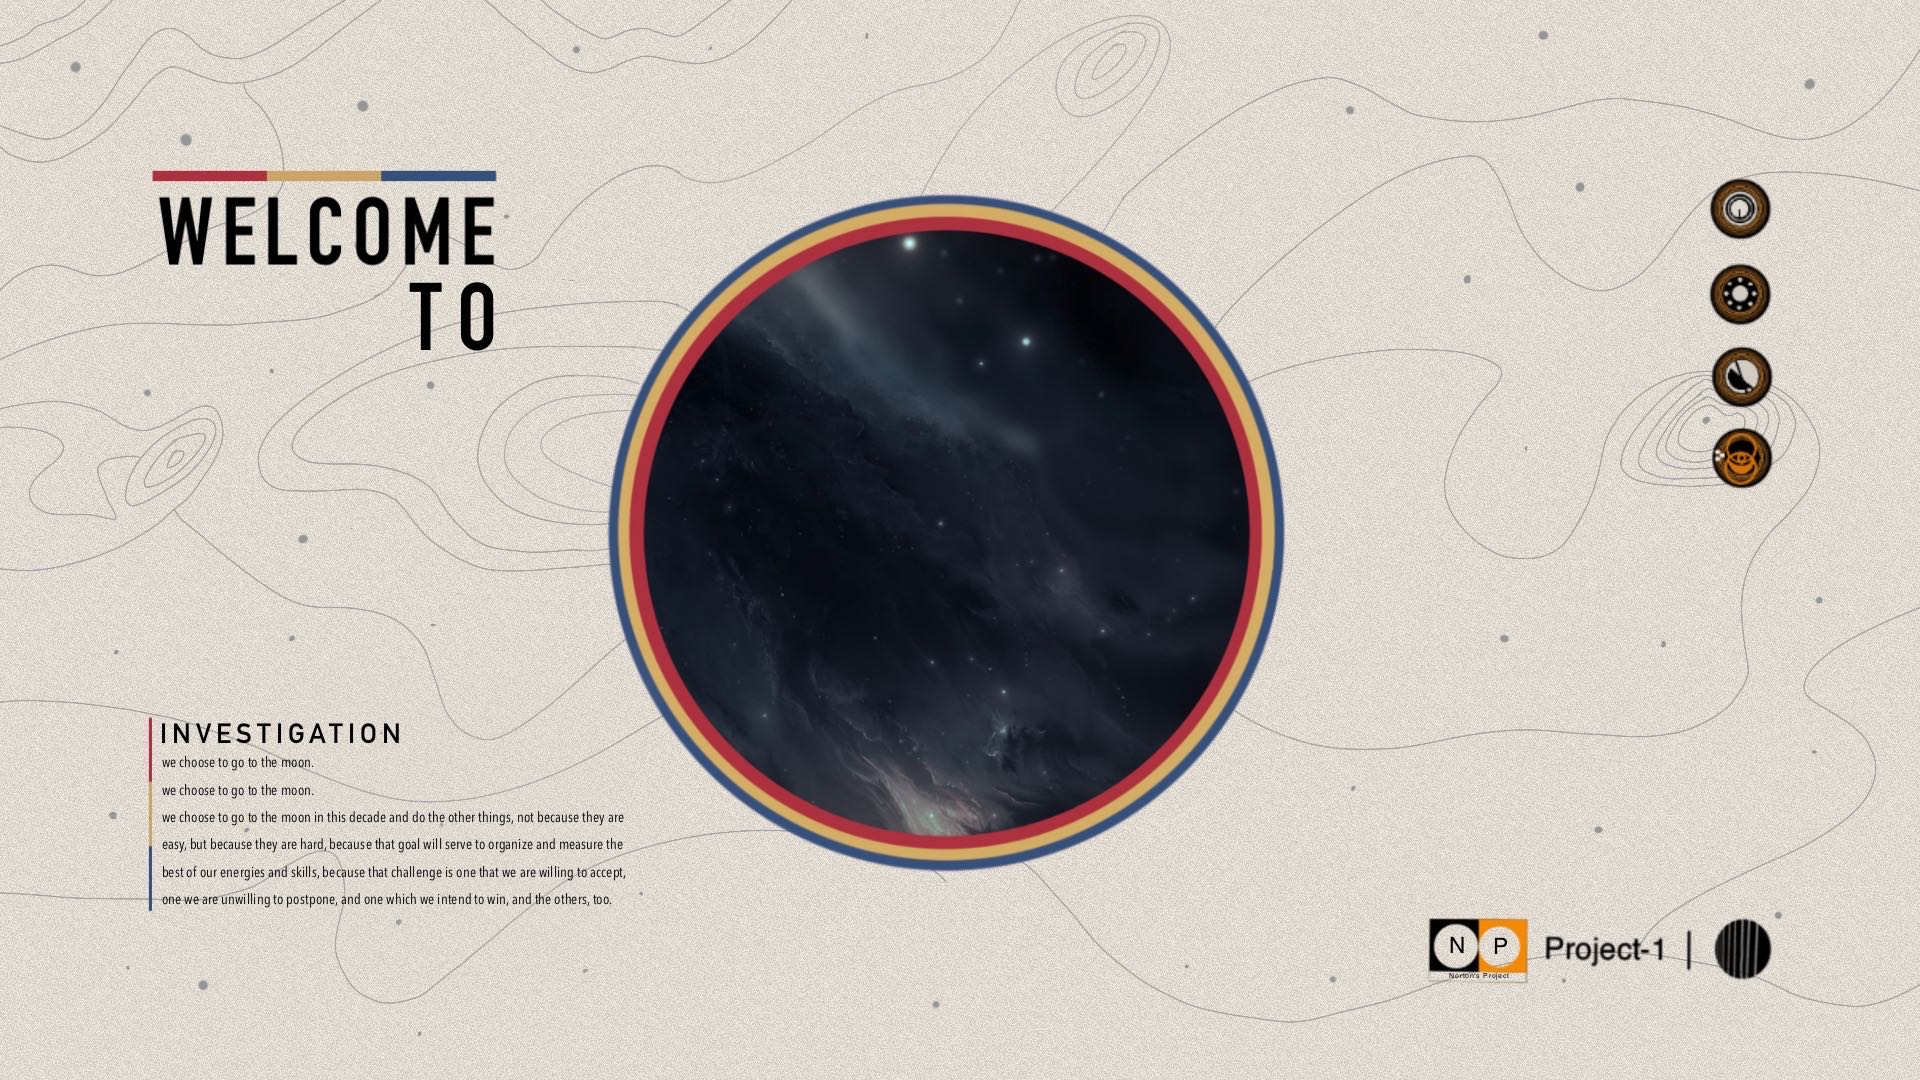 WELCOME
TO
INVESTIGATION
we choose to go to the moon.
we choose to go to the moon.
we choose to go to the moon in this decade and do the other things, not because they are
easy, but because they are hard, because that goal will serve to organize and measure the
best of our energies and skills, because that challenge is one that we are willing to accept,
one we are unwilling to postpone, and one which we intend to win, and the others, too.
N P
Norton's Project
Project-1 |